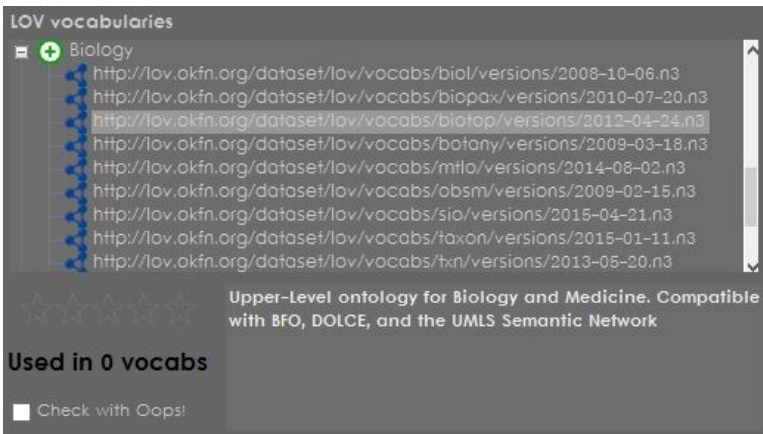 LOV vocabularies
Biology
http://lov.okfn.org/dataset/lov/vocabs/biol/versions/2008-10-06.n3
http://lov.okfn.org/dataset/lov/vocabs/biopax/versions/2010-07-20.n3
http://lov.okfn.org/dataset/lov/vocabs/biotop/versions/2012-04-24.n3
http://lov.okfn.org/dataset/lov/vocabs/botany/versions/2009-03-18.n3
http://lov.okfn.org/dataset/lov/vocabs/mtlo/versions/2014-08-02.n3
http://lov.okfn.org/dataset/lov/vocabs/obsm/versions/2009-02-15.n3
http://lov.okfn.org/dataset/lov/vocabs/sio/versions/2015-04-21.n3
http://lov.okfn.org/dataset/lov/vocabs/taxon/versions/2015-01-11.n3
http://lov.okfn.org/dataset/lov/vocabs/txn/versions/2013-05-20.n3
Upper-Level ontology for Biology and Medicine. Compatible
with BFO, DOLCE, and the UMLS Semantic Network
Used in 0 vocabs
Check with Oops!